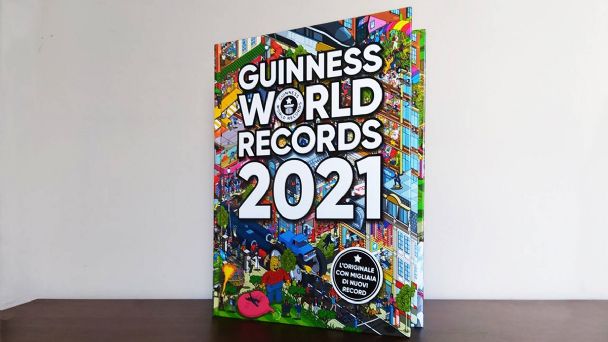 GUINNESS
WORLD
RECORDS
2021
L'ORIGINALE
CON MIGLIAIA
DI NUOVI
RECORD